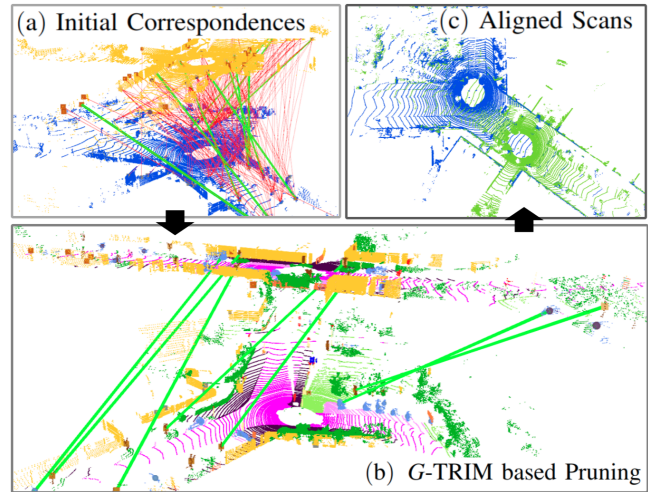 (a) Initial Correspondences
(c) Aligned Scans
(b) G-TRIM based Pruning